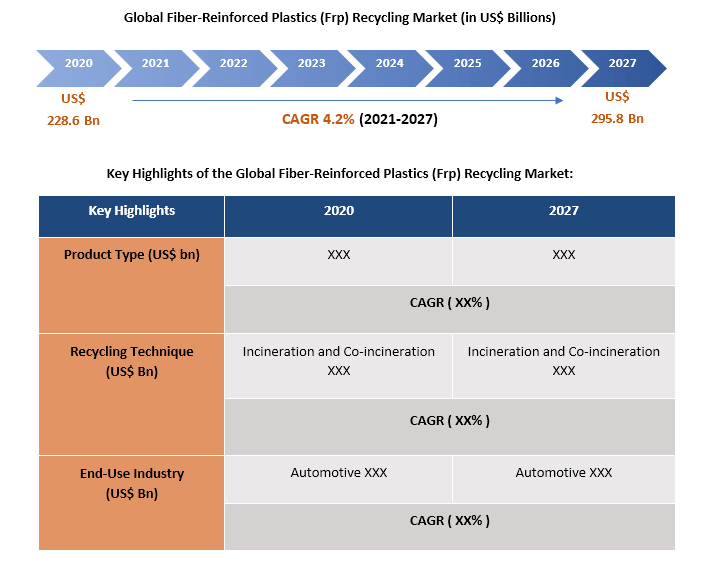 Global Fiber-Reinforced Plastics (Frp) Recycling Market (in US$ Billions)
2020 2021 2022 2023 2024 2025 2026 2027
US$ US$
228.6 Bn CAGR 4.2% (2021-2027) 295.8 Bn
Key Highlights of the Global Fiber-Reinforced Plastics (Frp) Recycling Market:
Key Highlights 2020 2027
Product Type (US$ bn) XXX XXX
CAGR ( XX% )
Recycling Technique Incineration and Co-incineration Incineration and Co-incineration
(US$ Bn) XXX XXX
CAGR ( XX% )
End-Use Industry Automotive XXX Automotive XXX
(US$ Bn)
CAGR ( XX% )